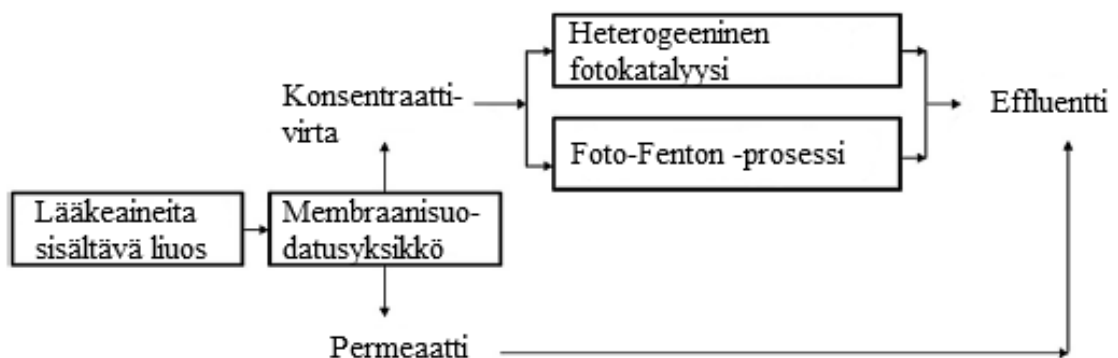 Heterogeeninen
fotokatalyysi
Konsentraatti-
virta
Effluentti
Foto-Fenton -prosessi
Lääkeaineita
sisältävä liuos
Membraanisuo-
datusyksikkö
Permeaatti